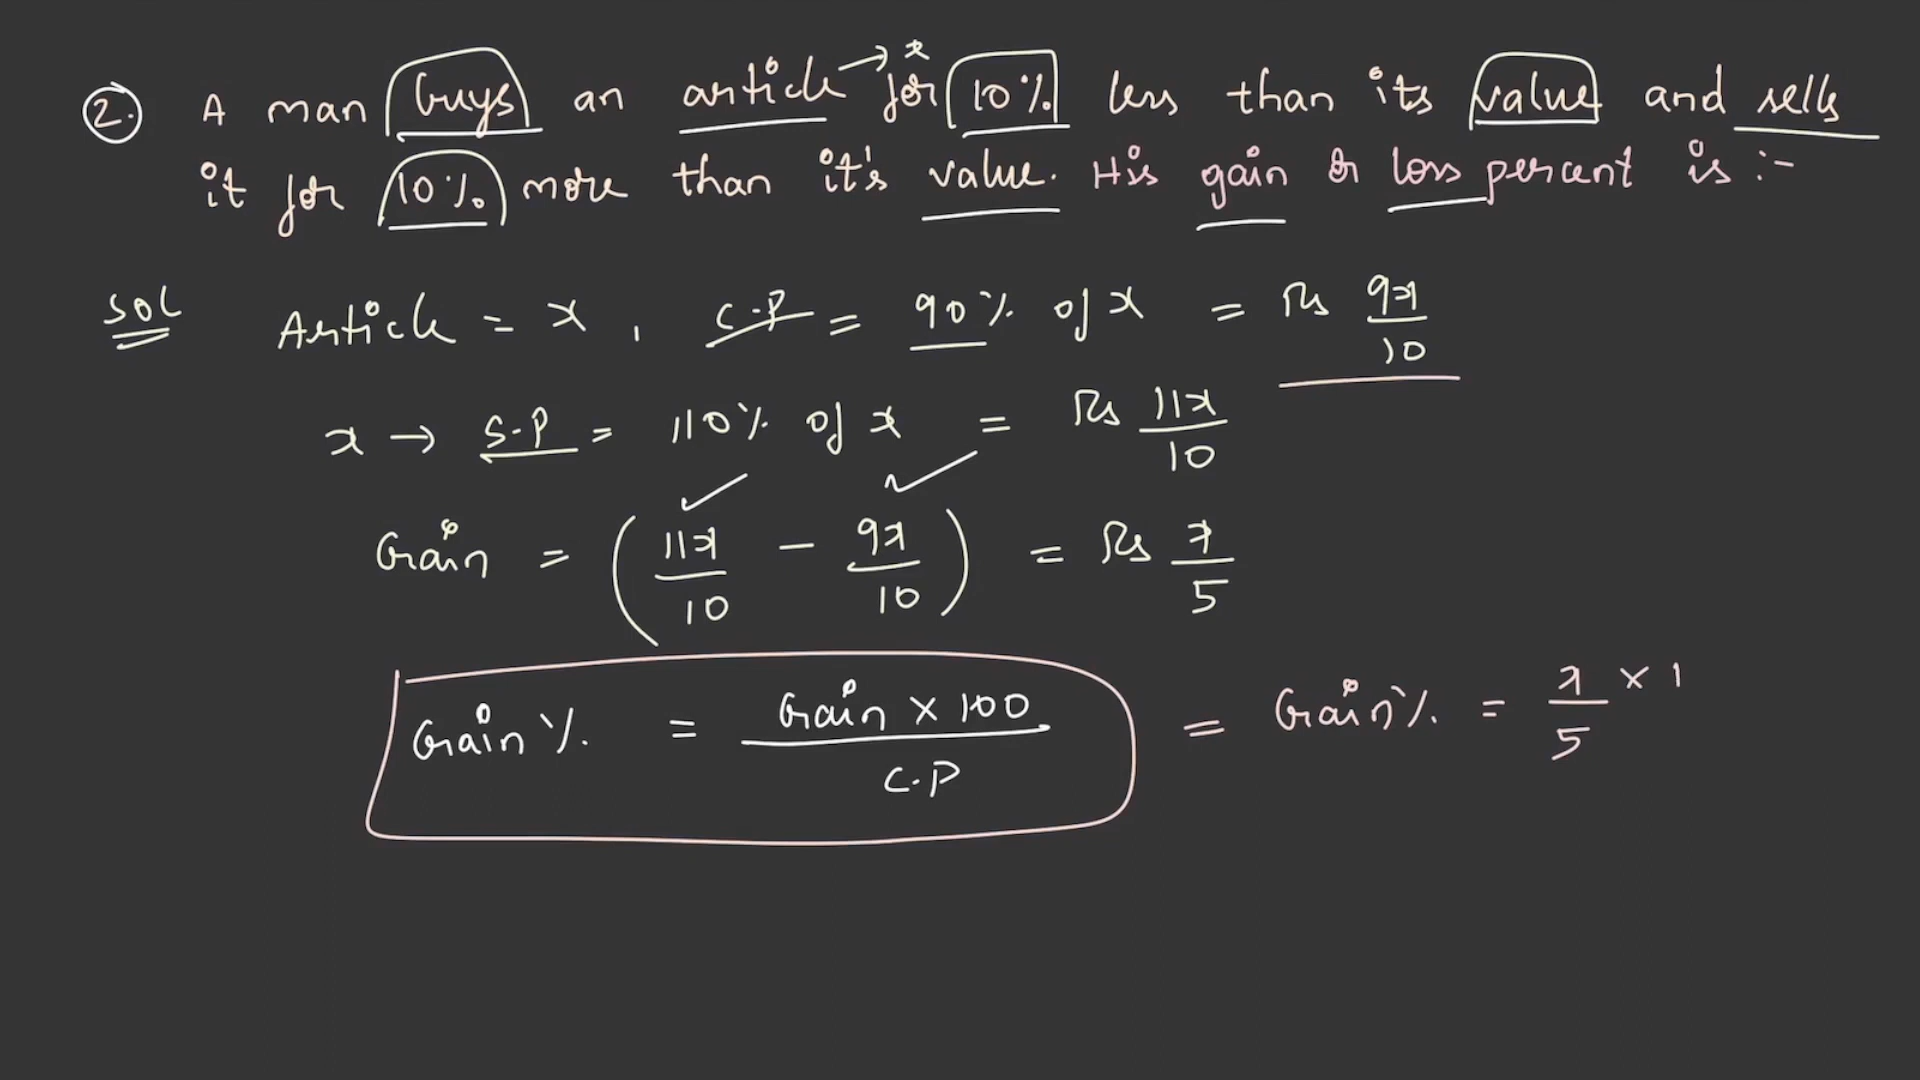 2. A man buys an article → x for 10% less than its value and sells
it for 10% more than it's value. His gain or loss percent is :-
Sol Article = x , C.P = 90% of x = Rs 9x/10
x → S.P = 110% of x = Rs 11x/10
Gain = (11x/10 - 9x/10) = Rs x/5
Gain % = Gain × 100 / C.P = Gain % = x/5 × 1